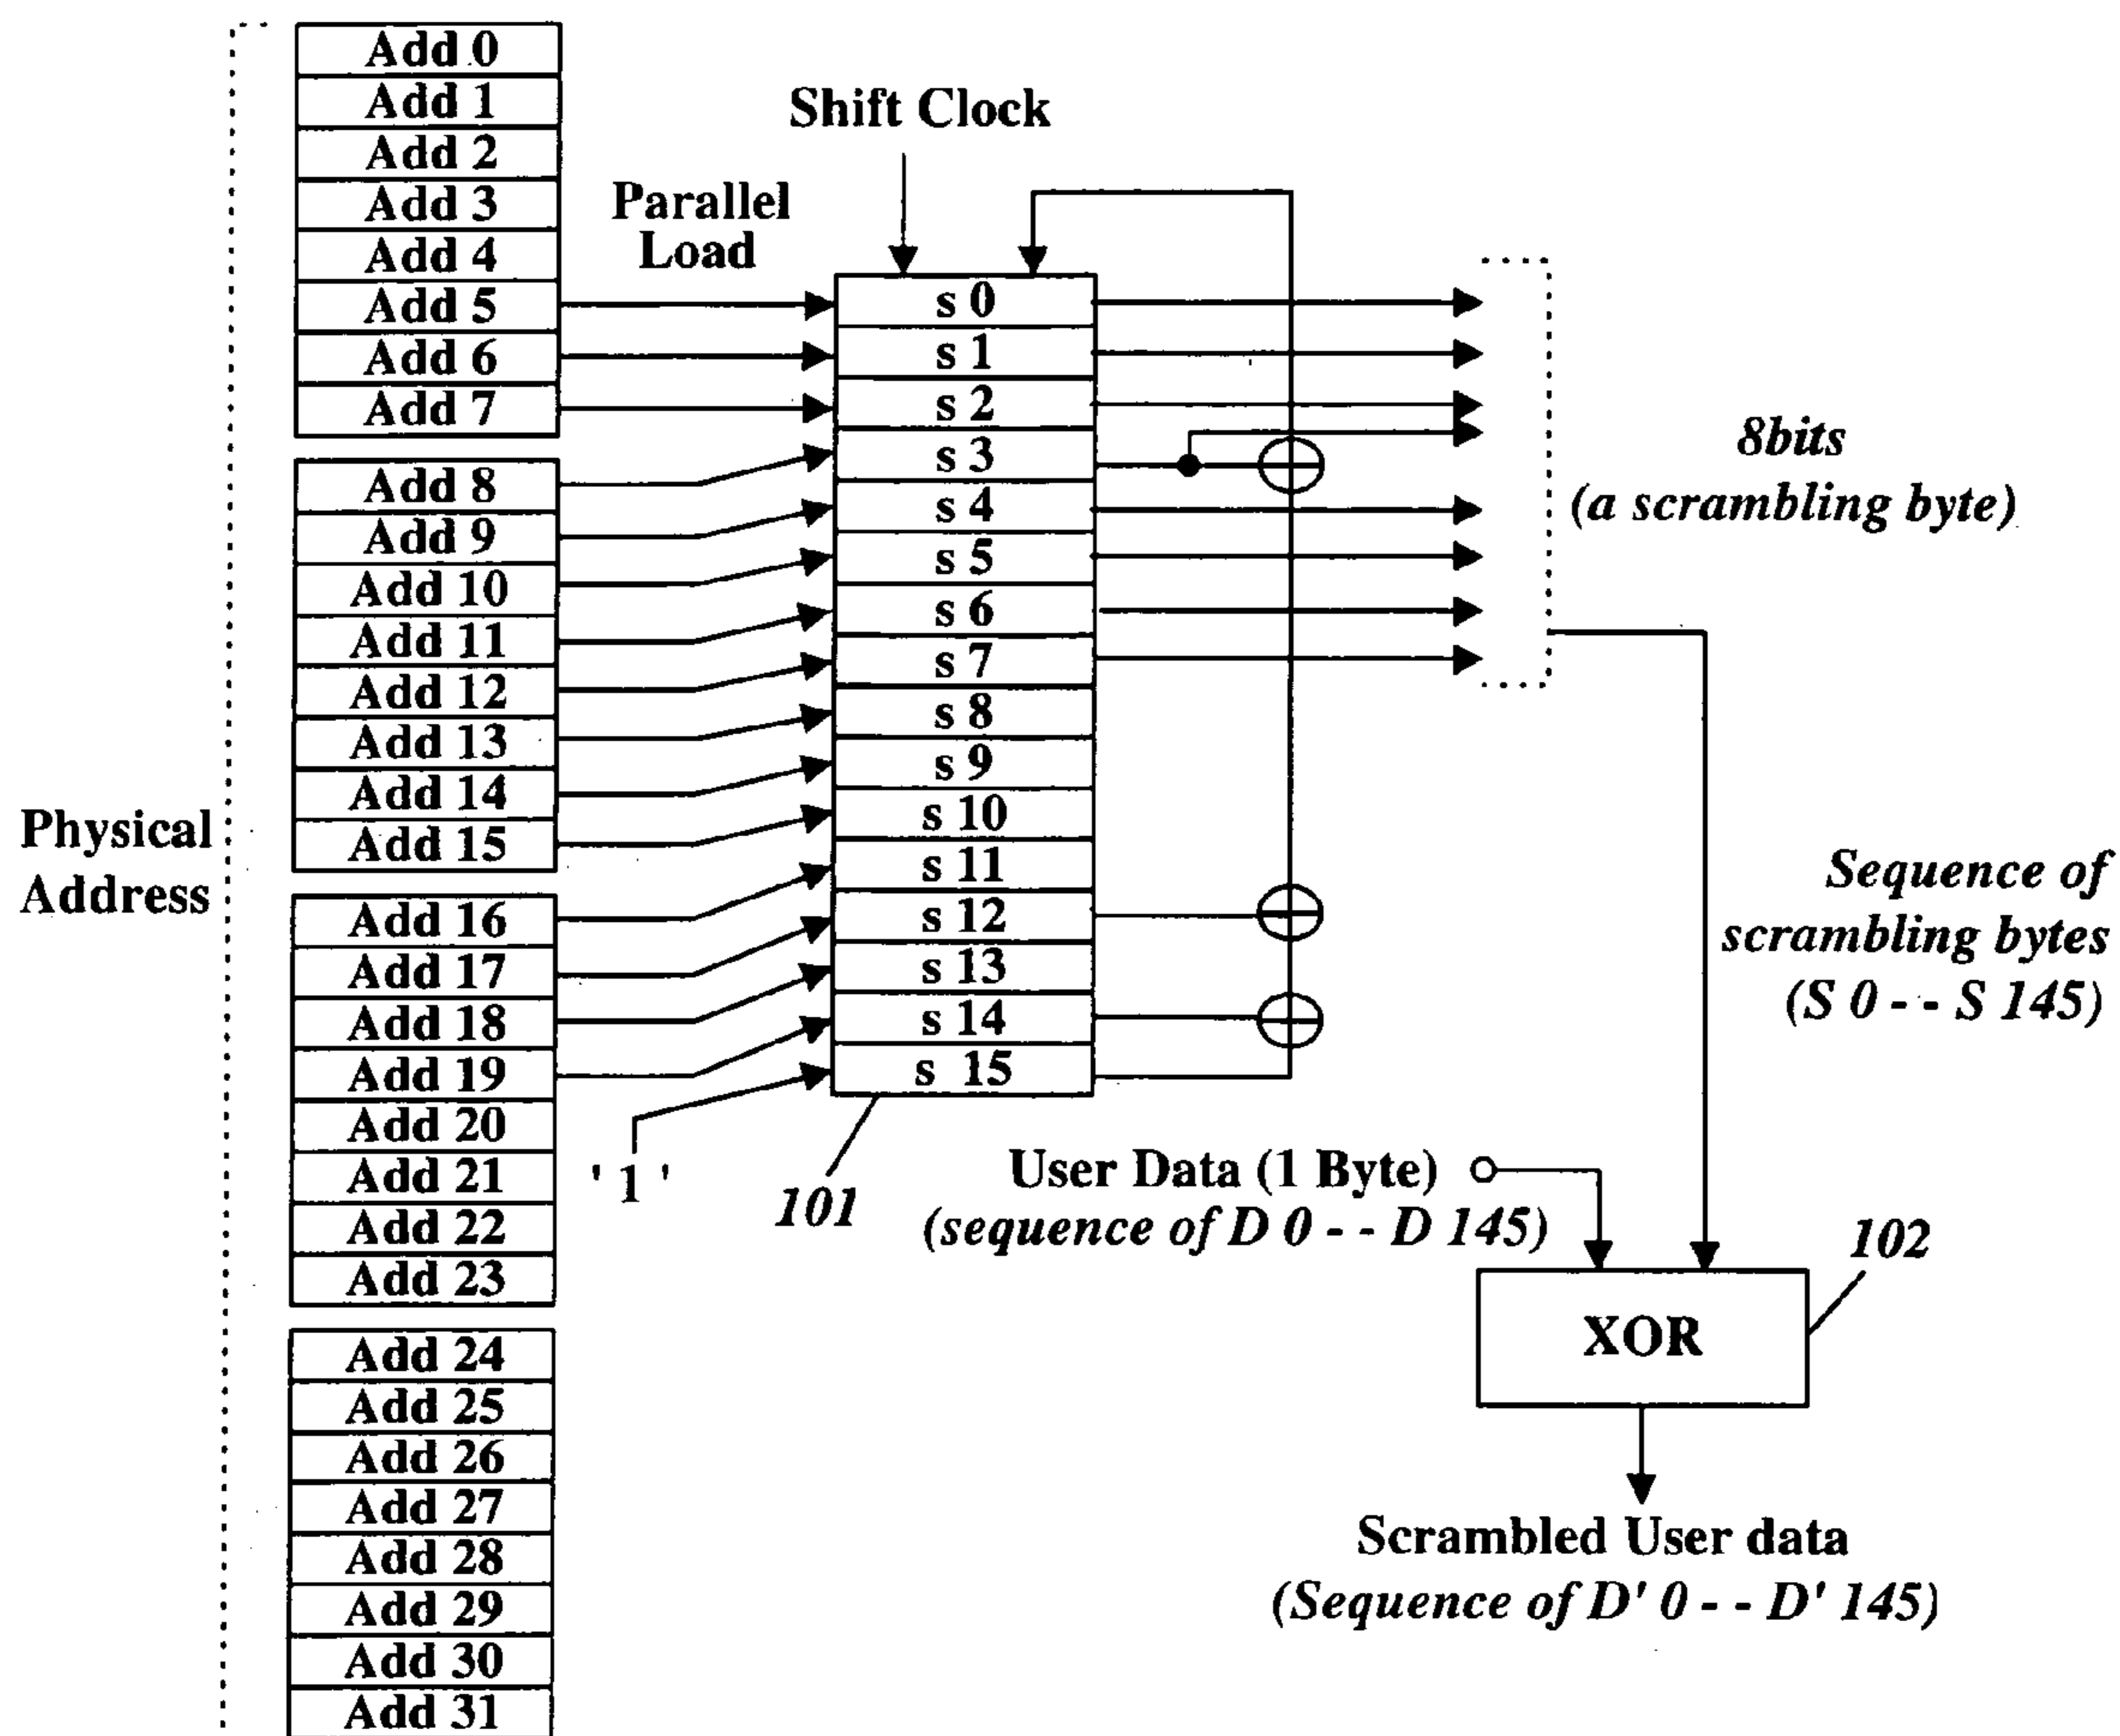 Physical
Address
Add 0
Add 1
Add 2
Add 3
Add 4
Add 5
Add 6
Add 7
Add 8
Add 9
Add 10
Add 11
Add 12
Add 13
Add 14
Add 15
Add 16
Add 17
Add 18
Add 19
Add 20
Add 21
Add 22
Add 23
Add 24
Add 25
Add 26
Add 27
Add 28
Add 29
Add 30
Add 31
Parallel
Load
' 1 '
Shift Clock
s 0
s 1
s 2
s 3
s 4
s 5
s 6
s 7
s 8
s 9
s 10
s 11
s 12
s 13
s 14
s 15
101
8bits
(a scrambling byte)
Sequence of
scrambling bytes
(S 0 - - S 145)
User Data (1 Byte)
(sequence of D 0 - - D 145)
102
XOR
Scrambled User data
(Sequence of D' 0 - - D' 145)